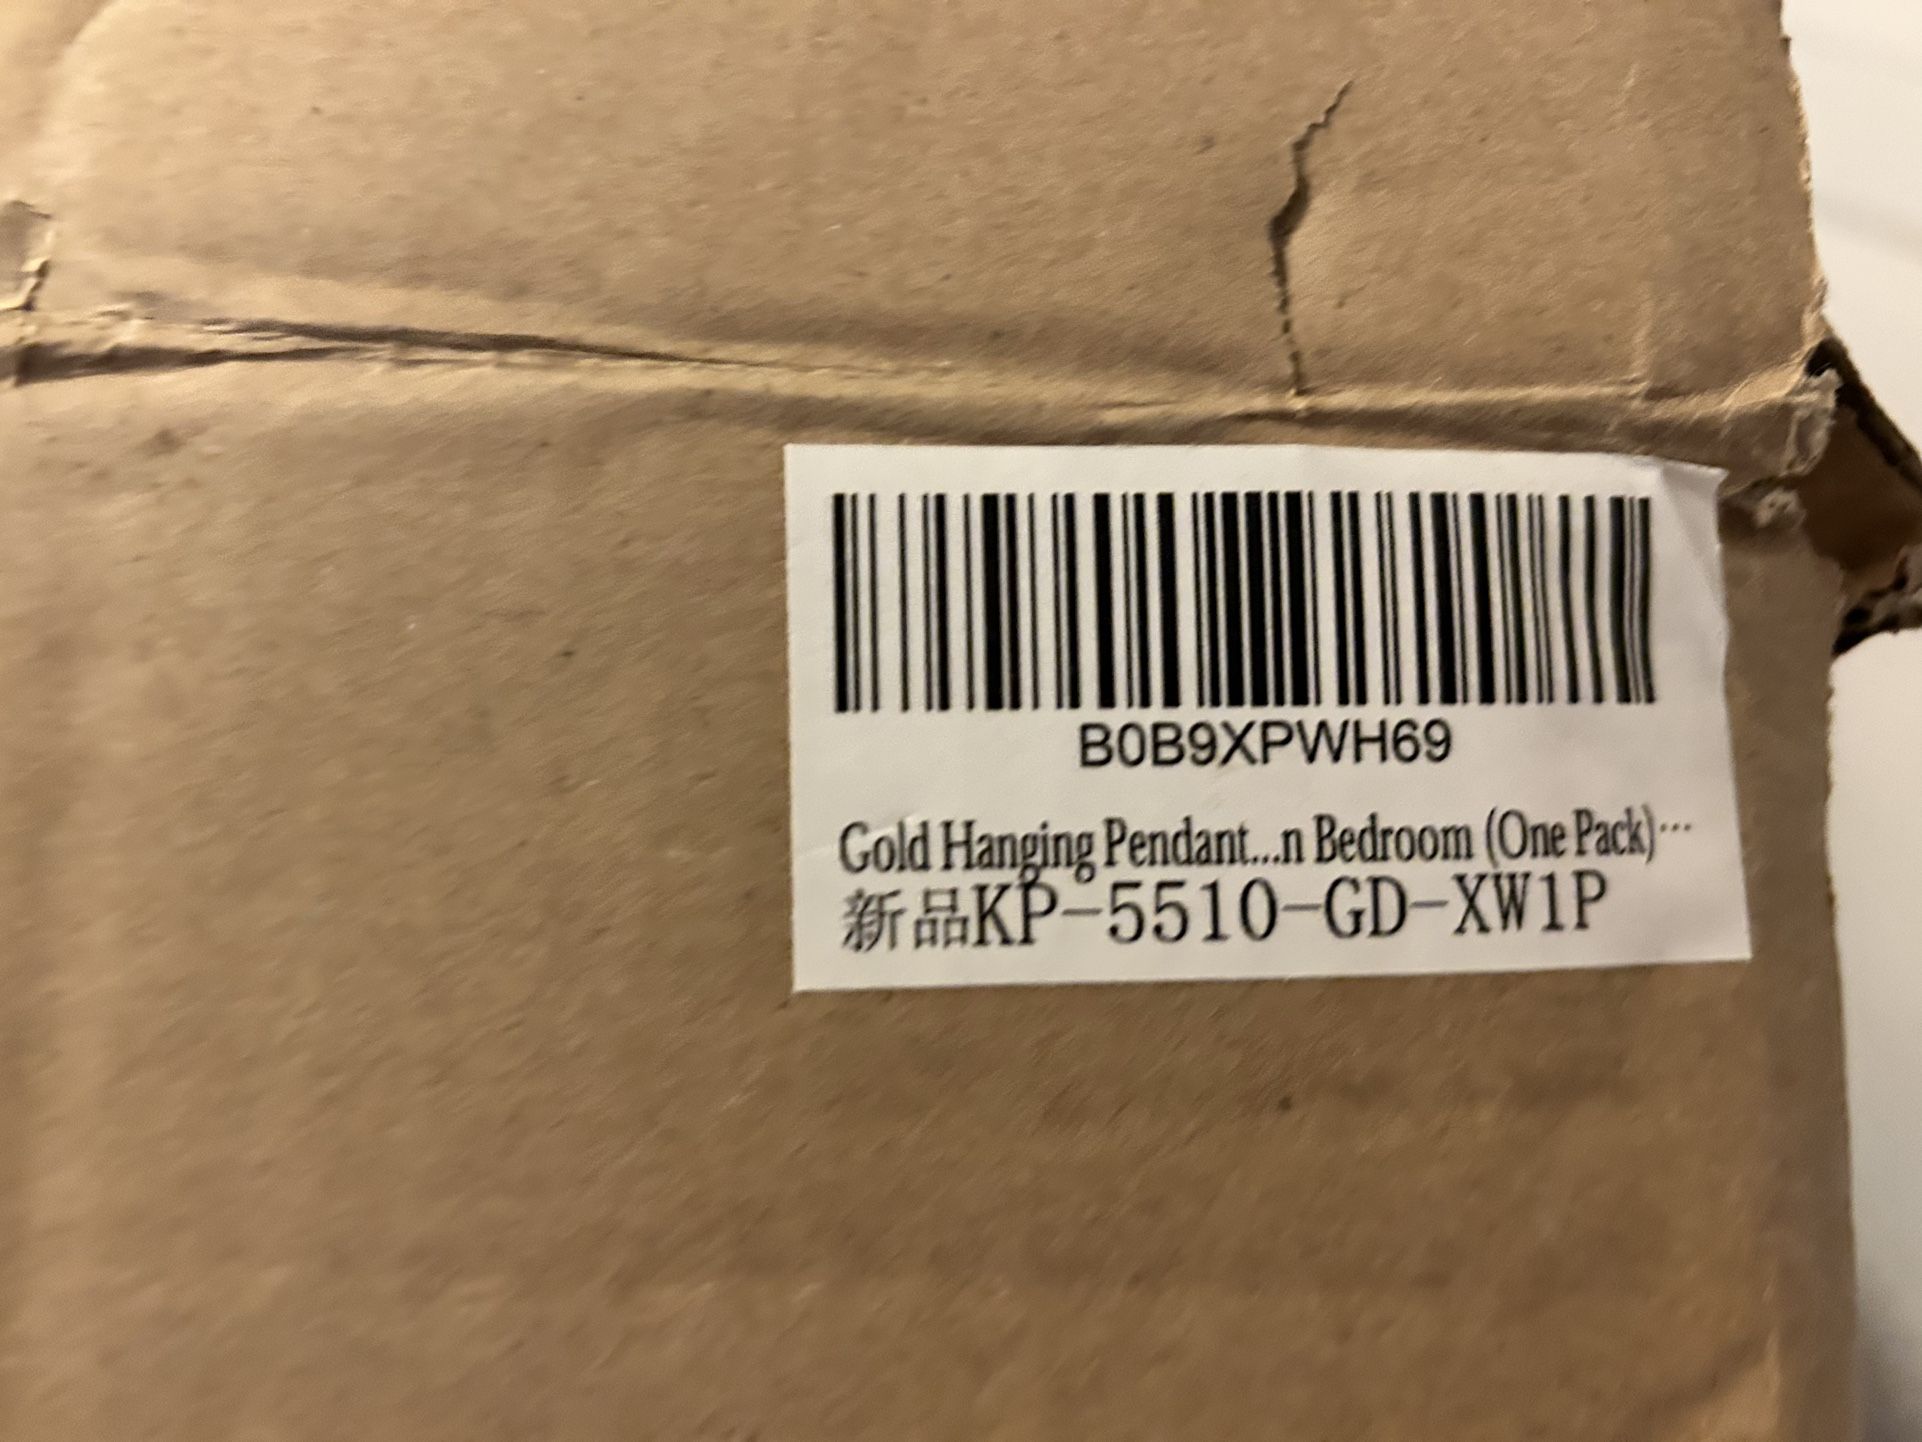 B0B9XPWH69
Gold Hanging Pendant...n Bedroom (One Pack)···
新品KP-5510-GD-XW1P